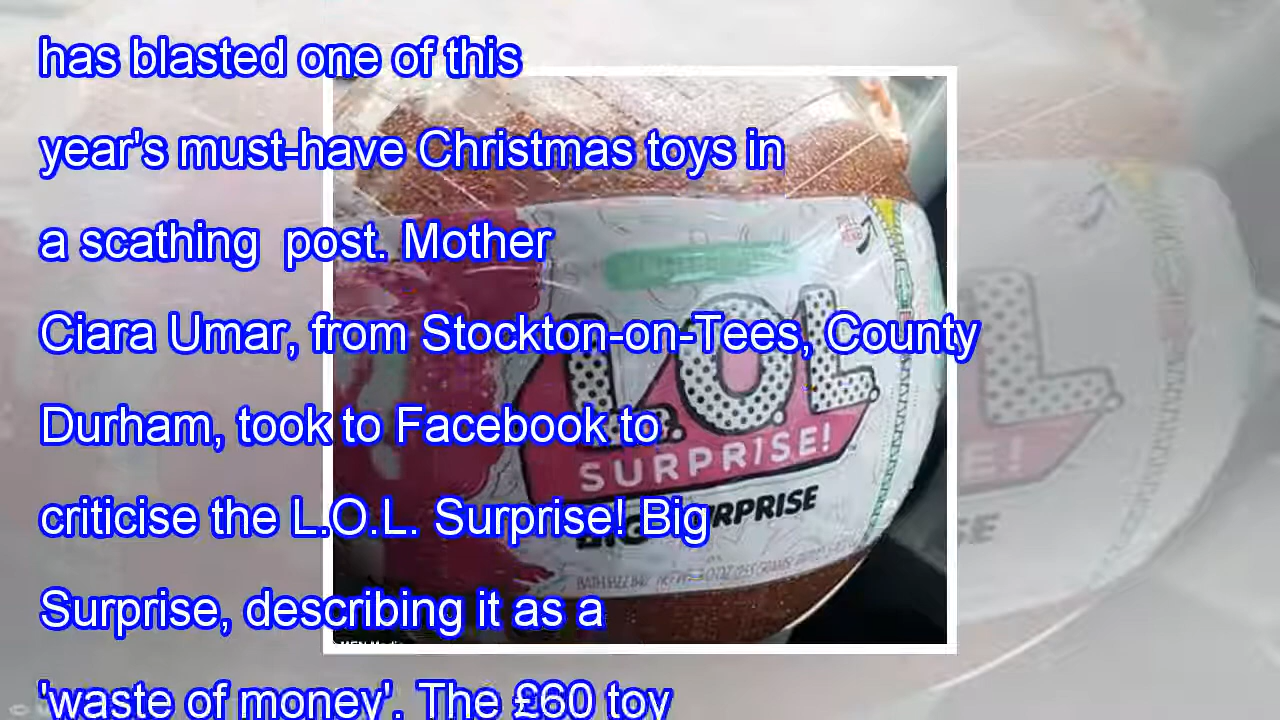 has blasted one of this
year's must-have Christmas toys in
a scathing  post. Mother
Ciara Umar, from Stockton-on-Tees, County
Durham, took to Facebook to
criticise the L.O.L. Surprise! Big
Surprise, describing it as a
'waste of money'. The £60 toy
L.O.L.
SURPRISE!
BIG SURPRISE